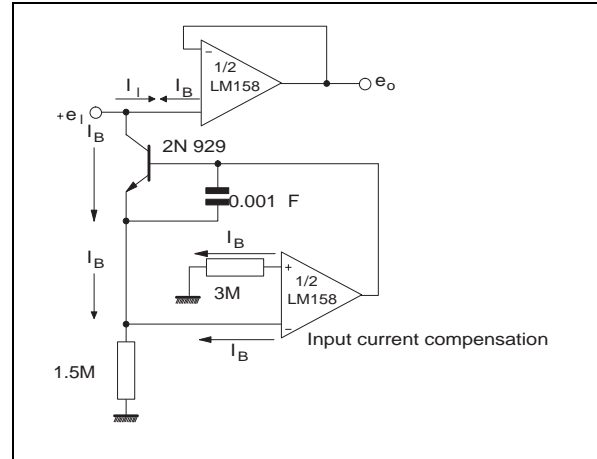 1/2
LM158
I_I
I_B
e_o
+e_I
I_B
2N 929
0.001 F
I_B
I_B
3M
1/2
LM158
I_B
Input current compensation
1.5M